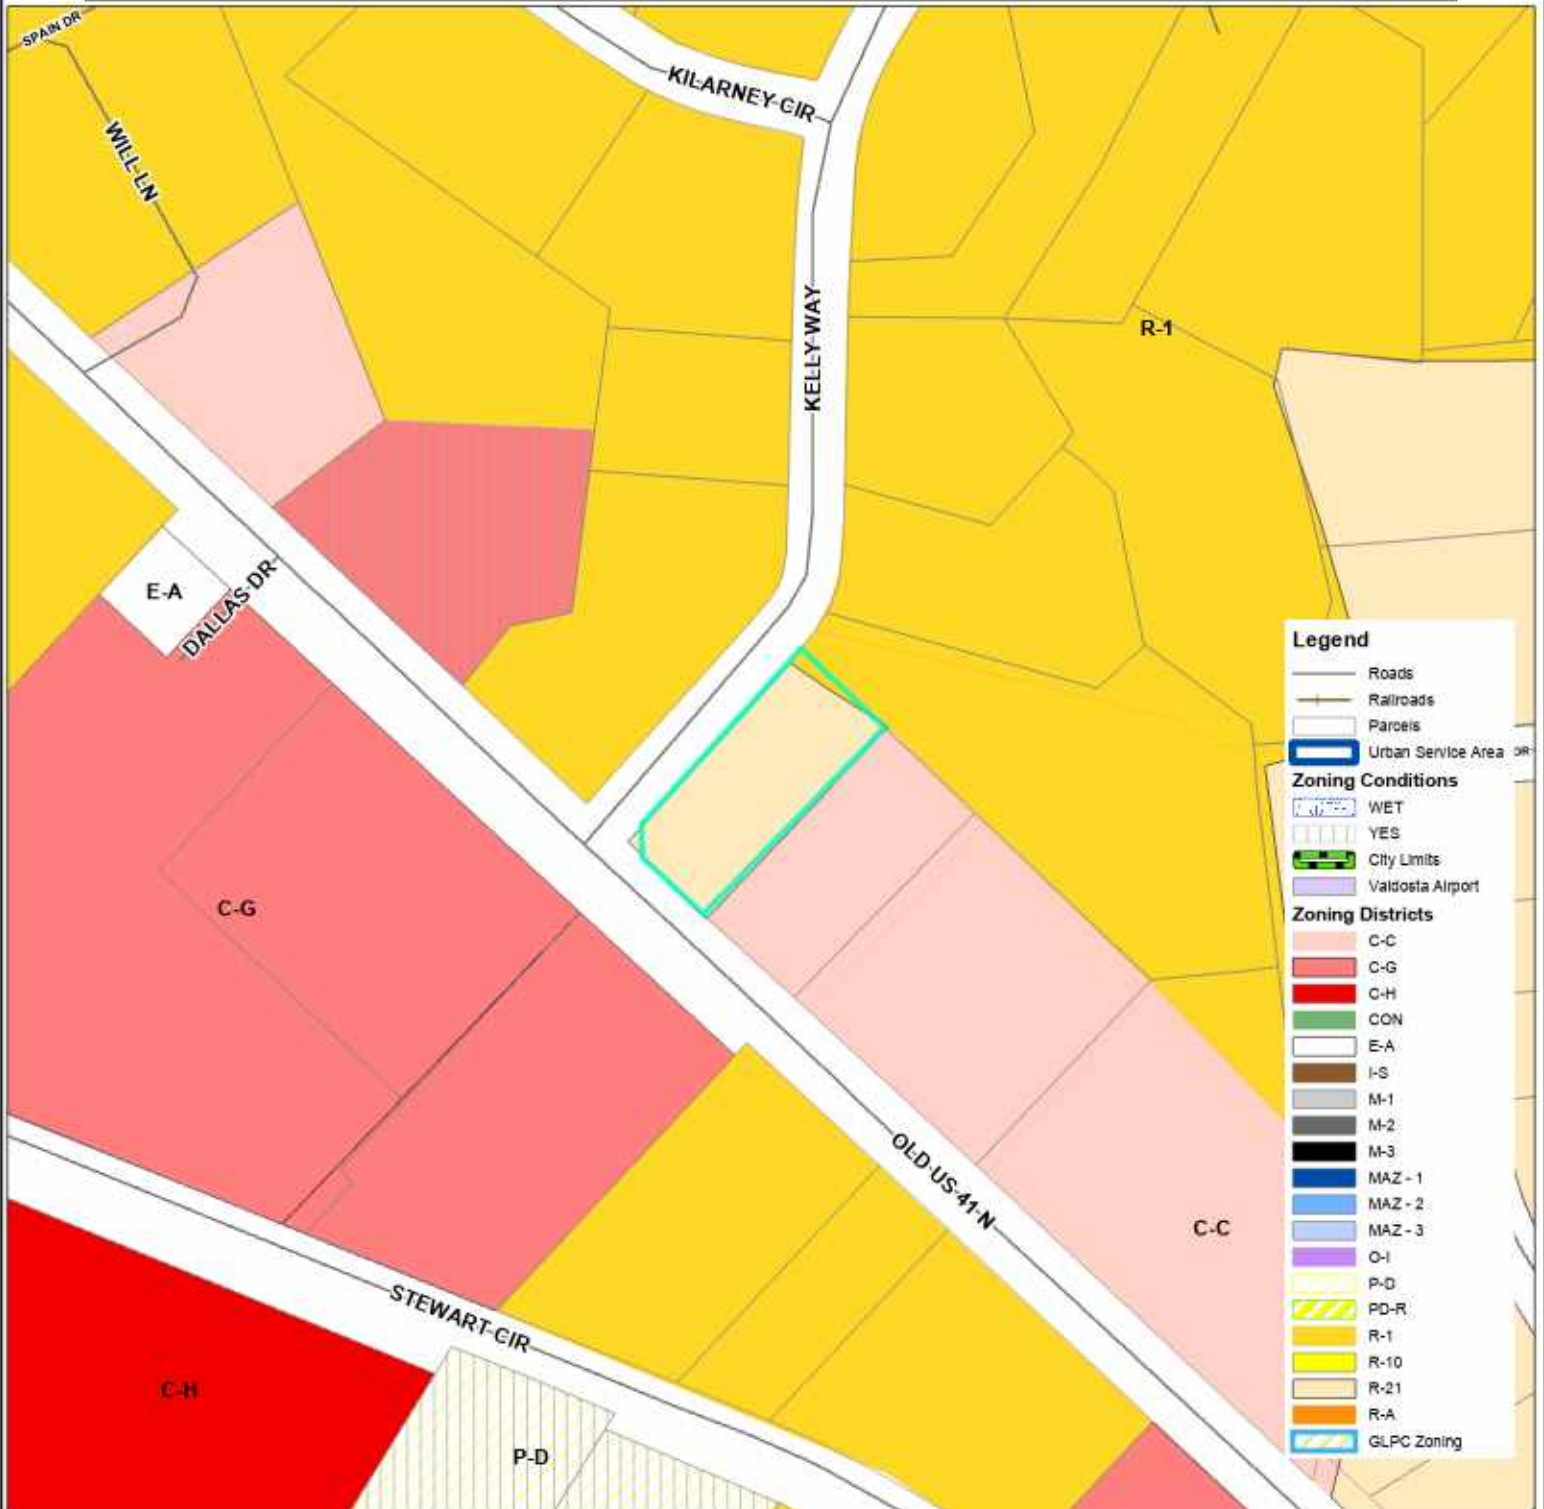 SPAIN DR
KILARNEY CIR
WILL LN
KELLY WAY
R-1
E-A
DALLAS DR
C-G
OLD US 41 N
C-C
STEWART CIR
C-H
P-D
DR
Legend
Roads
Railroads
Parcels
Urban Service Area
Zoning Conditions
WET
YES
City Limits
Valdosta Airport
Zoning Districts
C-C
C-G
C-H
CON
E-A
I-S
M-1
M-2
M-3
MAZ - 1
MAZ - 2
MAZ - 3
O-I
P-D
PD-R
R-1
R-10
R-21
R-A
GLPC Zoning